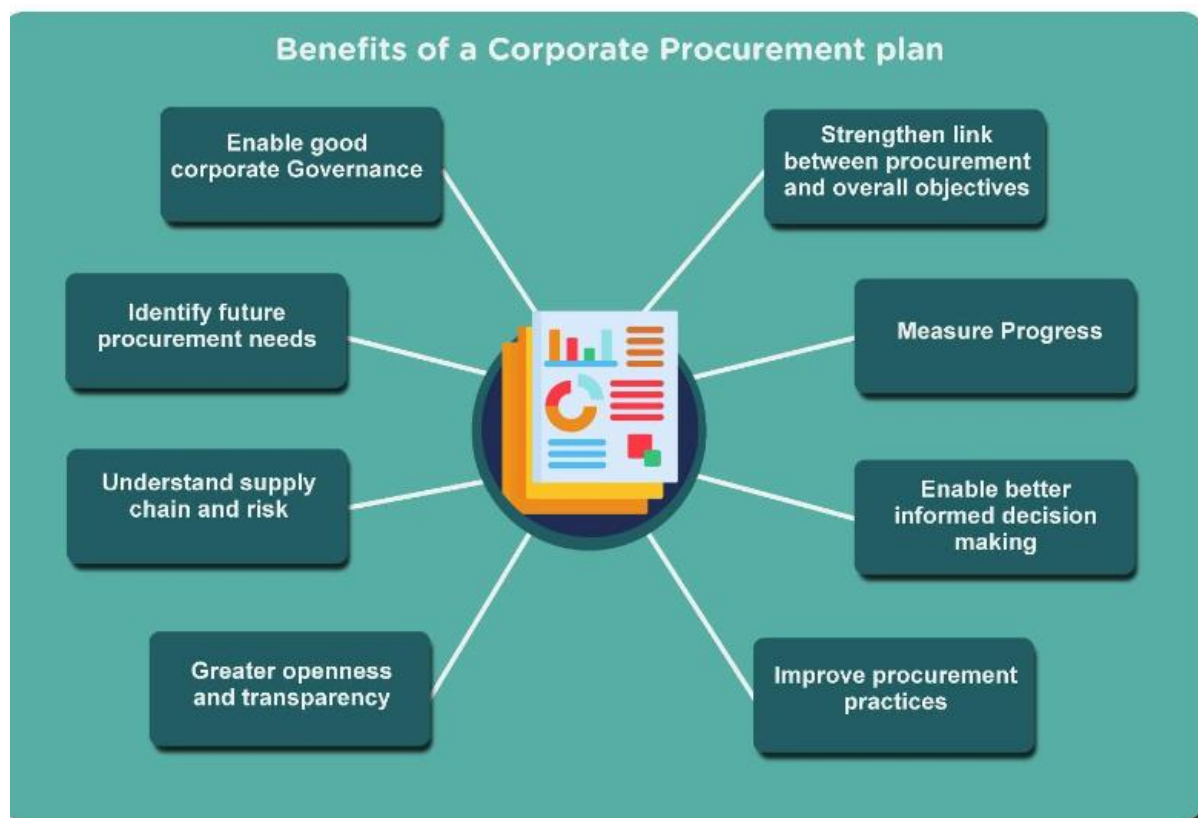 Benefits of a Corporate Procurement plan
Enable good
corporate Governance
Strengthen link
between procurement
and overall objectives
Identify future
procurement needs
Measure Progress
Understand supply
chain and risk
Enable better
informed decision
making
Greater openness
and transparency
Improve procurement
practices